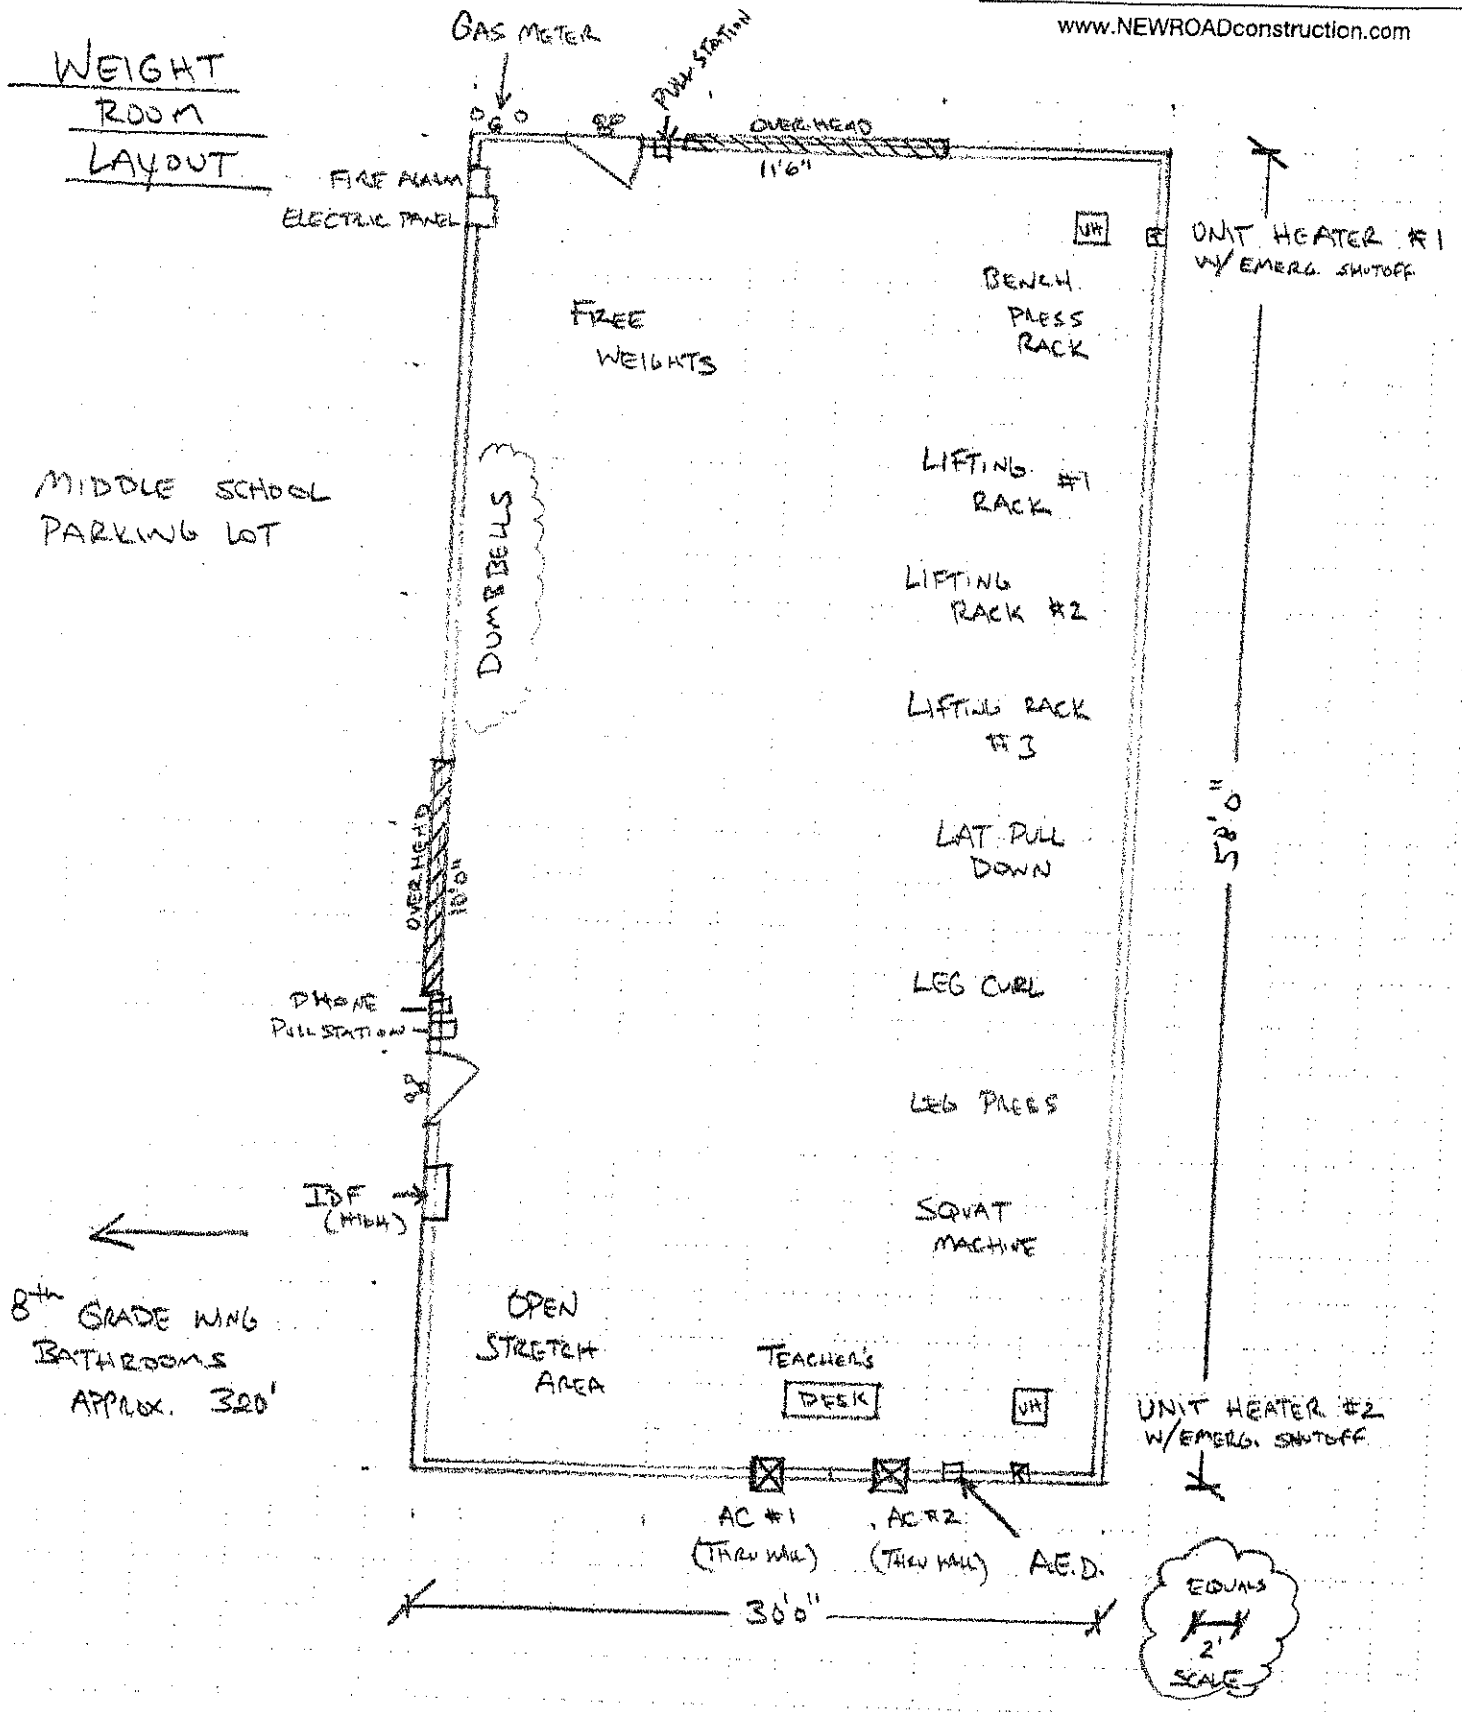 www.NEWROADconstruction.com
WEIGHT
ROOM
LAYOUT
GAS METER
PULL STATION
G
OVERHEAD
11'6"
FIRE ALARM
ELECTRIC PANEL
UH
UNIT HEATER #1
W/ EMERG. SHUTOFF
FREE
WEIGHTS
BENCH
PRESS
RACK
MIDDLE SCHOOL
PARKING LOT
DUMBBELLS
LIFTING
RACK #1
LIFTING
RACK #2
LIFTING RACK
#3
OVERHEAD
10'0"
LAT PULL
DOWN
58'0"
PHONE
PULL STATION
LEG CURL
LEG PRESS
IDF
(HIGH)
SQUAT
MACHINE
8th GRADE WING
BATHROOMS
APPROX. 320'
OPEN
STRETCH
AREA
TEACHER'S
DESK
UH
UNIT HEATER #2
W/EMERG. SHUTOFF
AC #1
(THRU WALL)
AC #2
(THRU WALL)
A.E.D.
30'0"
EQUALS
2'
SCALE